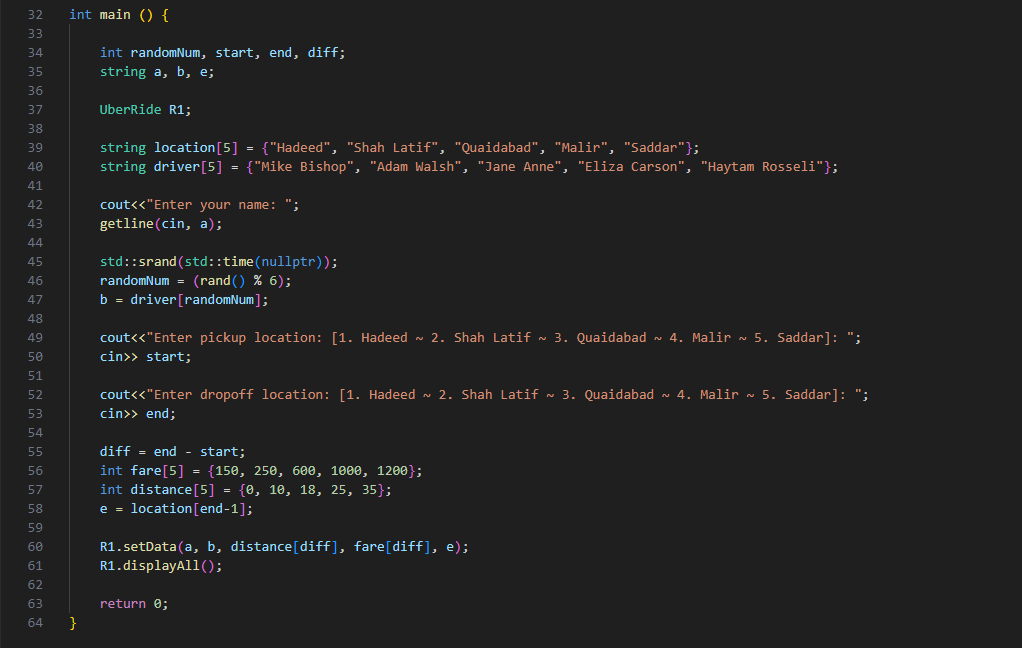 32 int main () {
33
34     int randomNum, start, end, diff;
35     string a, b, e;
36
37     UberRide R1;
38
39     string location[5] = {"Hadeed", "Shah Latif", "Quaidabad", "Malir", "Saddar"};
40     string driver[5] = {"Mike Bishop", "Adam Walsh", "Jane Anne", "Eliza Carson", "Haytam Rosseli"};
41
42     cout<<"Enter your name: ";
43     getline(cin, a);
44
45     std::srand(std::time(nullptr));
46     randomNum = (rand() % 6);
47     b = driver[randomNum];
48
49     cout<<"Enter pickup location: [1. Hadeed ~ 2. Shah Latif ~ 3. Quaidabad ~ 4. Malir ~ 5. Saddar]: ";
50     cin>> start;
51
52     cout<<"Enter dropoff location: [1. Hadeed ~ 2. Shah Latif ~ 3. Quaidabad ~ 4. Malir ~ 5. Saddar]: ";
53     cin>> end;
54
55     diff = end - start;
56     int fare[5] = {150, 250, 600, 1000, 1200};
57     int distance[5] = {0, 10, 18, 25, 35};
58     e = location[end-1];
59
60     R1.setData(a, b, distance[diff], fare[diff], e);
61     R1.displayAll();
62
63     return 0;
64 }